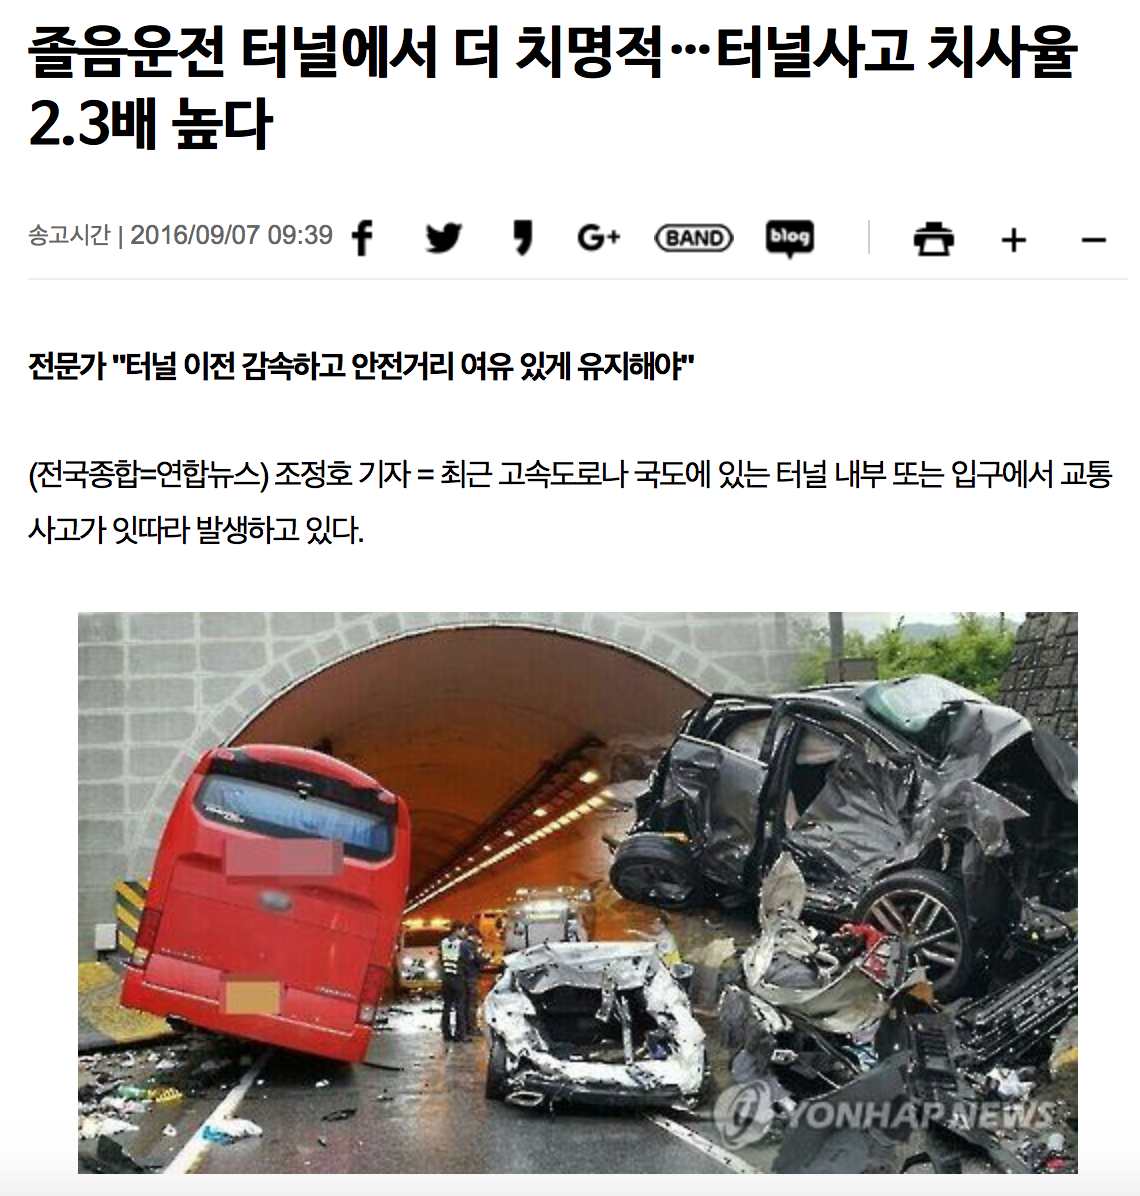 졸음운전 터널에서 더 치명적…터널사고 치사율
2.3배 높다
송고시간 | 2016/09/07 09:39 f G+ BAND blog + −
전문가 "터널 이전 감속하고 안전거리 여유 있게 유지해야"
(전국종합=연합뉴스) 조정호 기자 = 최근 고속도로나 국도에 있는 터널 내부 또는 입구에서 교통
사고가 잇따라 발생하고 있다.
YONHAP NEWS